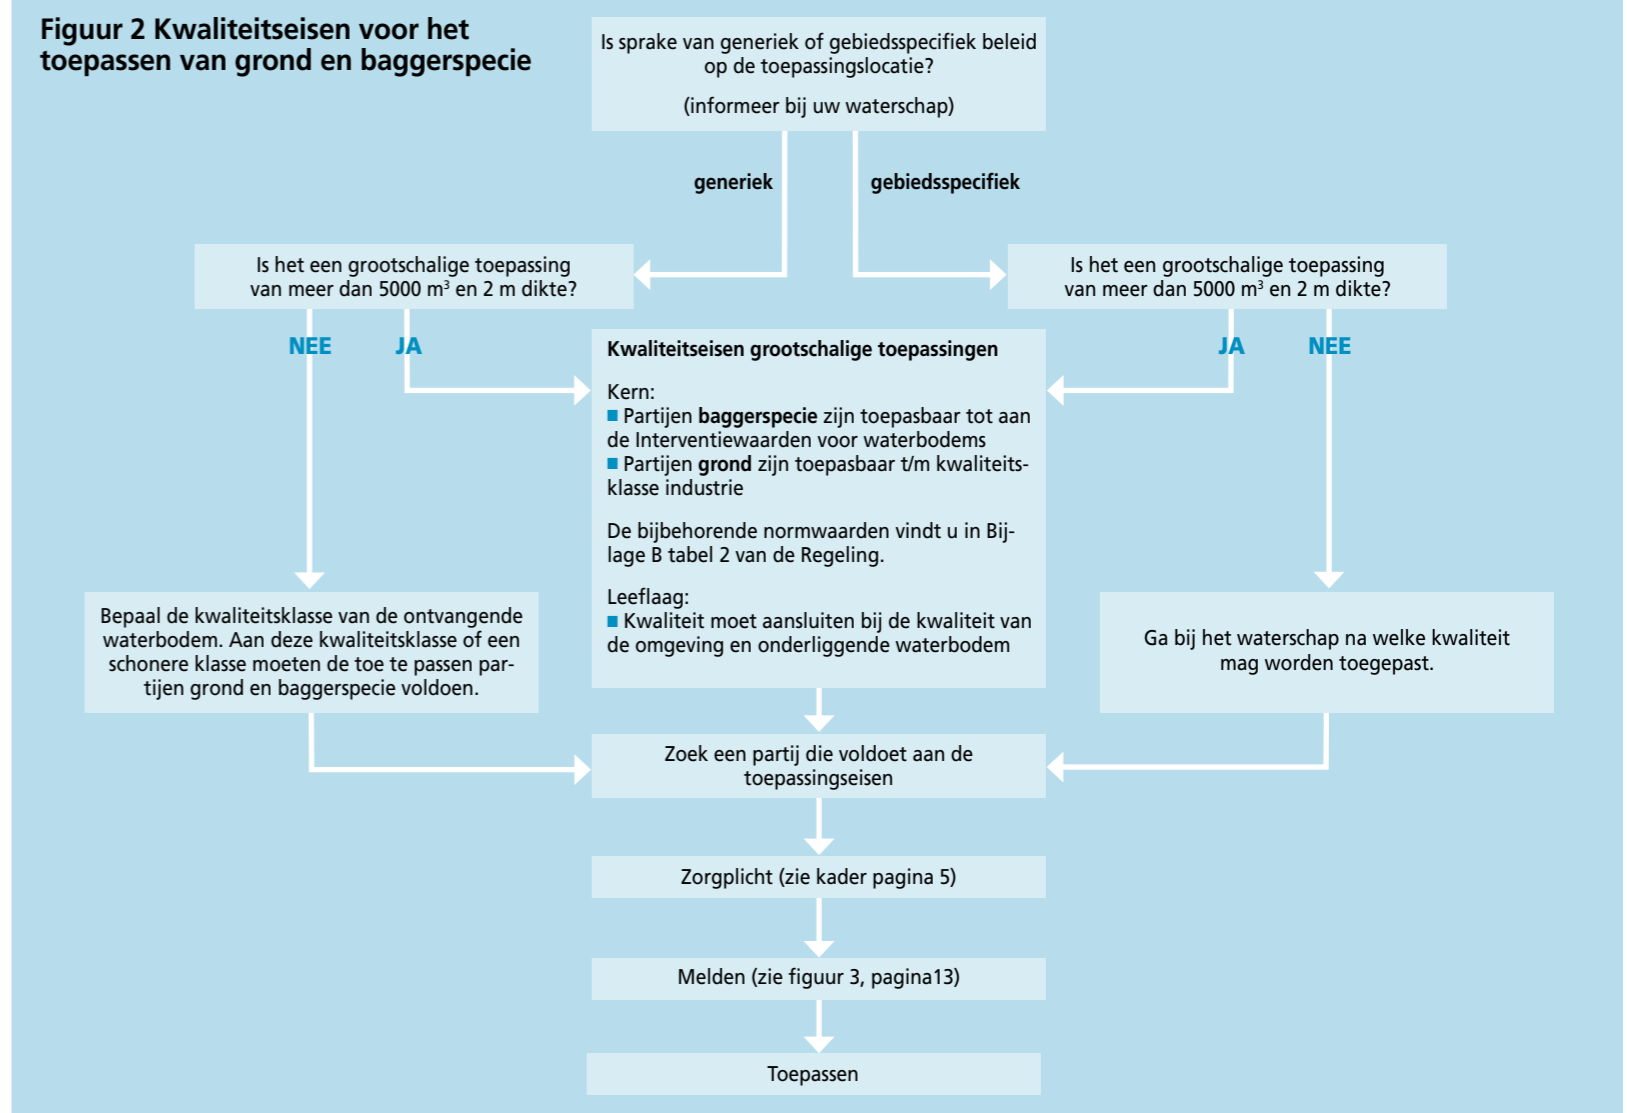 Figuur 2 Kwaliteitseisen voor het
toepassen van grond en baggerspecie
Is sprake van generiek of gebiedsspecifiek beleid
op de toepassingslocatie?
(informeer bij uw waterschap)
generiek
gebiedsspecifiek
Is het een grootschalige toepassing
van meer dan 5000 m³ en 2 m dikte?
Is het een grootschalige toepassing
van meer dan 5000 m³ en 2 m dikte?
NEE
JA
JA
NEE
Kwaliteitseisen grootschalige toepassingen
Kern:
■ Partijen baggerspecie zijn toepasbaar tot aan
de Interventiewaarden voor waterbodems
■ Partijen grond zijn toepasbaar t/m kwaliteits-
klasse industrie
De bijbehorende normwaarden vindt u in Bij-
lage B tabel 2 van de Regeling.
Leeflaag:
■ Kwaliteit moet aansluiten bij de kwaliteit van
de omgeving en onderliggende waterbodem
Bepaal de kwaliteitsklasse van de ontvangende
waterbodem. Aan deze kwaliteitsklasse of een
schonere klasse moeten de toe te passen par-
tijen grond en baggerspecie voldoen.
Ga bij het waterschap na welke kwaliteit
mag worden toegepast.
Zoek een partij die voldoet aan de
toepassingseisen
Zorgplicht (zie kader pagina 5)
Melden (zie figuur 3, pagina13)
Toepassen